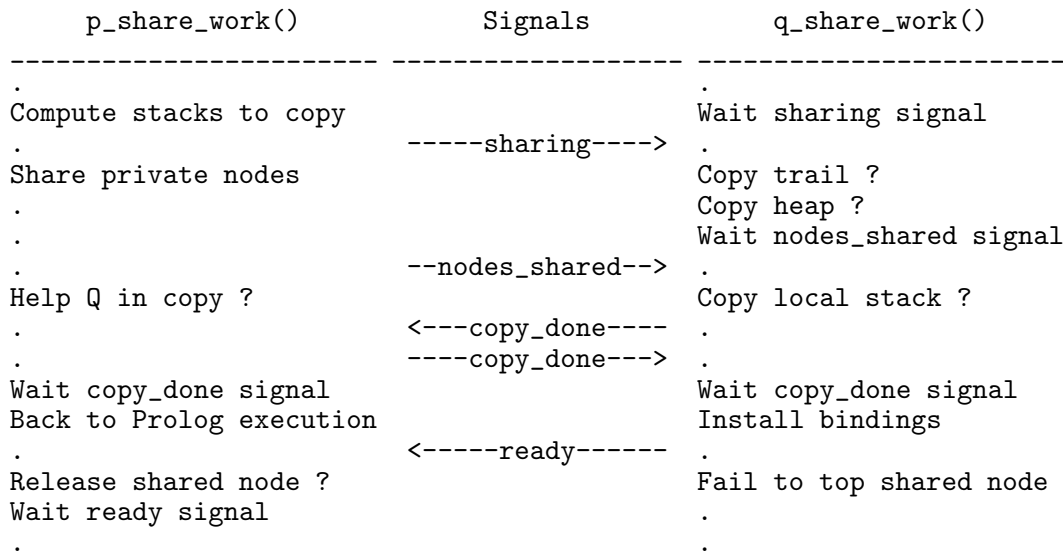 p_share_work()            Signals             q_share_work()
------------------------ ------------------- ------------------------
.                                            .
Compute stacks to copy                       Wait sharing signal
.                         -----sharing---->  .
Share private nodes                          Copy trail ?
.                                            Copy heap ?
.                                            Wait nodes_shared signal
.                         --nodes_shared-->  .
Help Q in copy ?                             Copy local stack ?
.                         <---copy_done----  .
.                         ----copy_done--->  .
Wait copy_done signal                        Wait copy_done signal
Back to Prolog execution                     Install bindings
.                         <-----ready------  .
Release shared node ?                        Fail to top shared node
Wait ready signal                            .
.                                            .